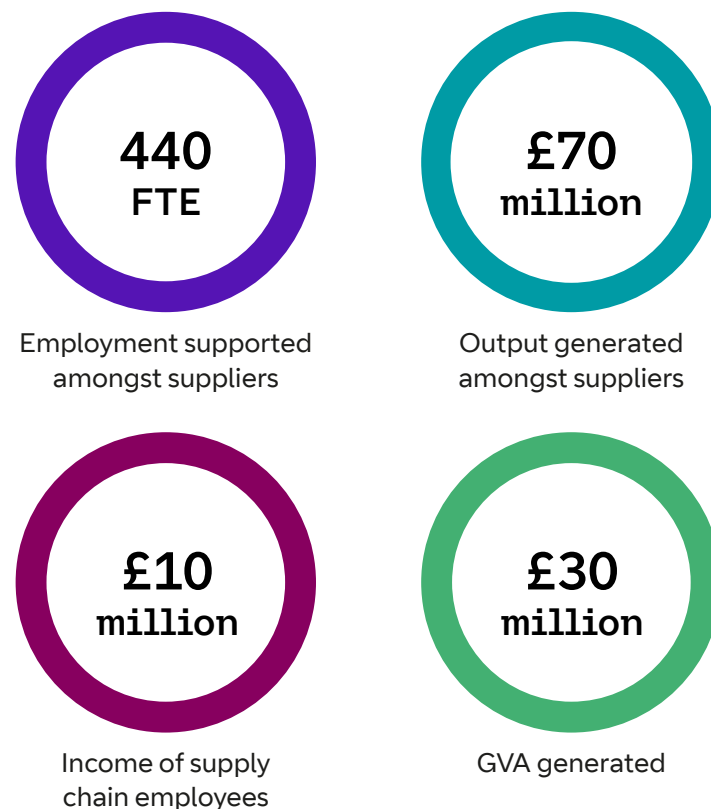 440
FTE
Employment supported
amongst suppliers
£70
million
Output generated
amongst suppliers
£10
million
Income of supply
chain employees
£30
million
GVA generated